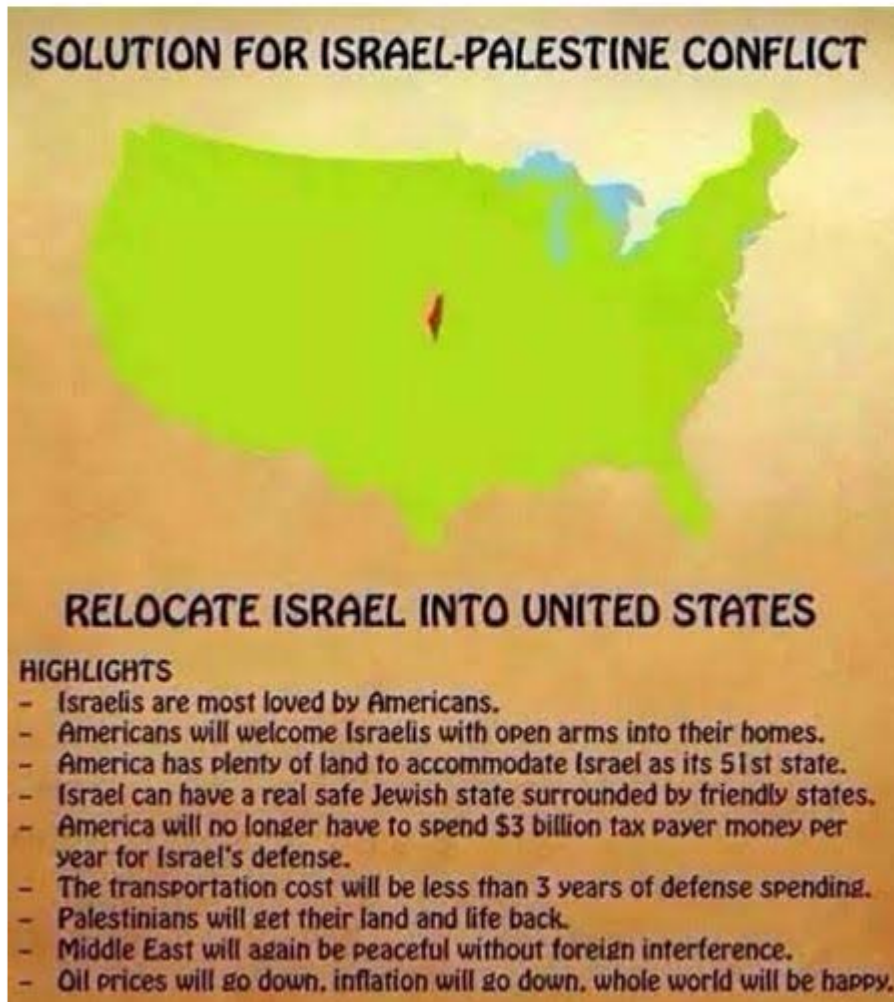 SOLUTION FOR ISRAEL-PALESTINE CONFLICT
RELOCATE ISRAEL INTO UNITED STATES
HIGHLIGHTS
- Israelis are most loved by Americans.
- Americans will welcome Israelis with open arms into their homes.
- America has plenty of land to accommodate Israel as its 51st state.
- Israel can have a real safe Jewish state surrounded by friendly states.
- America will no longer have to spend $3 billion tax payer money per
year for Israel's defense.
- The transportation cost will be less than 3 years of defense spending.
- Palestinians will get their land and life back.
- Middle East will again be peaceful without foreign interference.
- Oil prices will go down, inflation will go down, whole world will be happy.